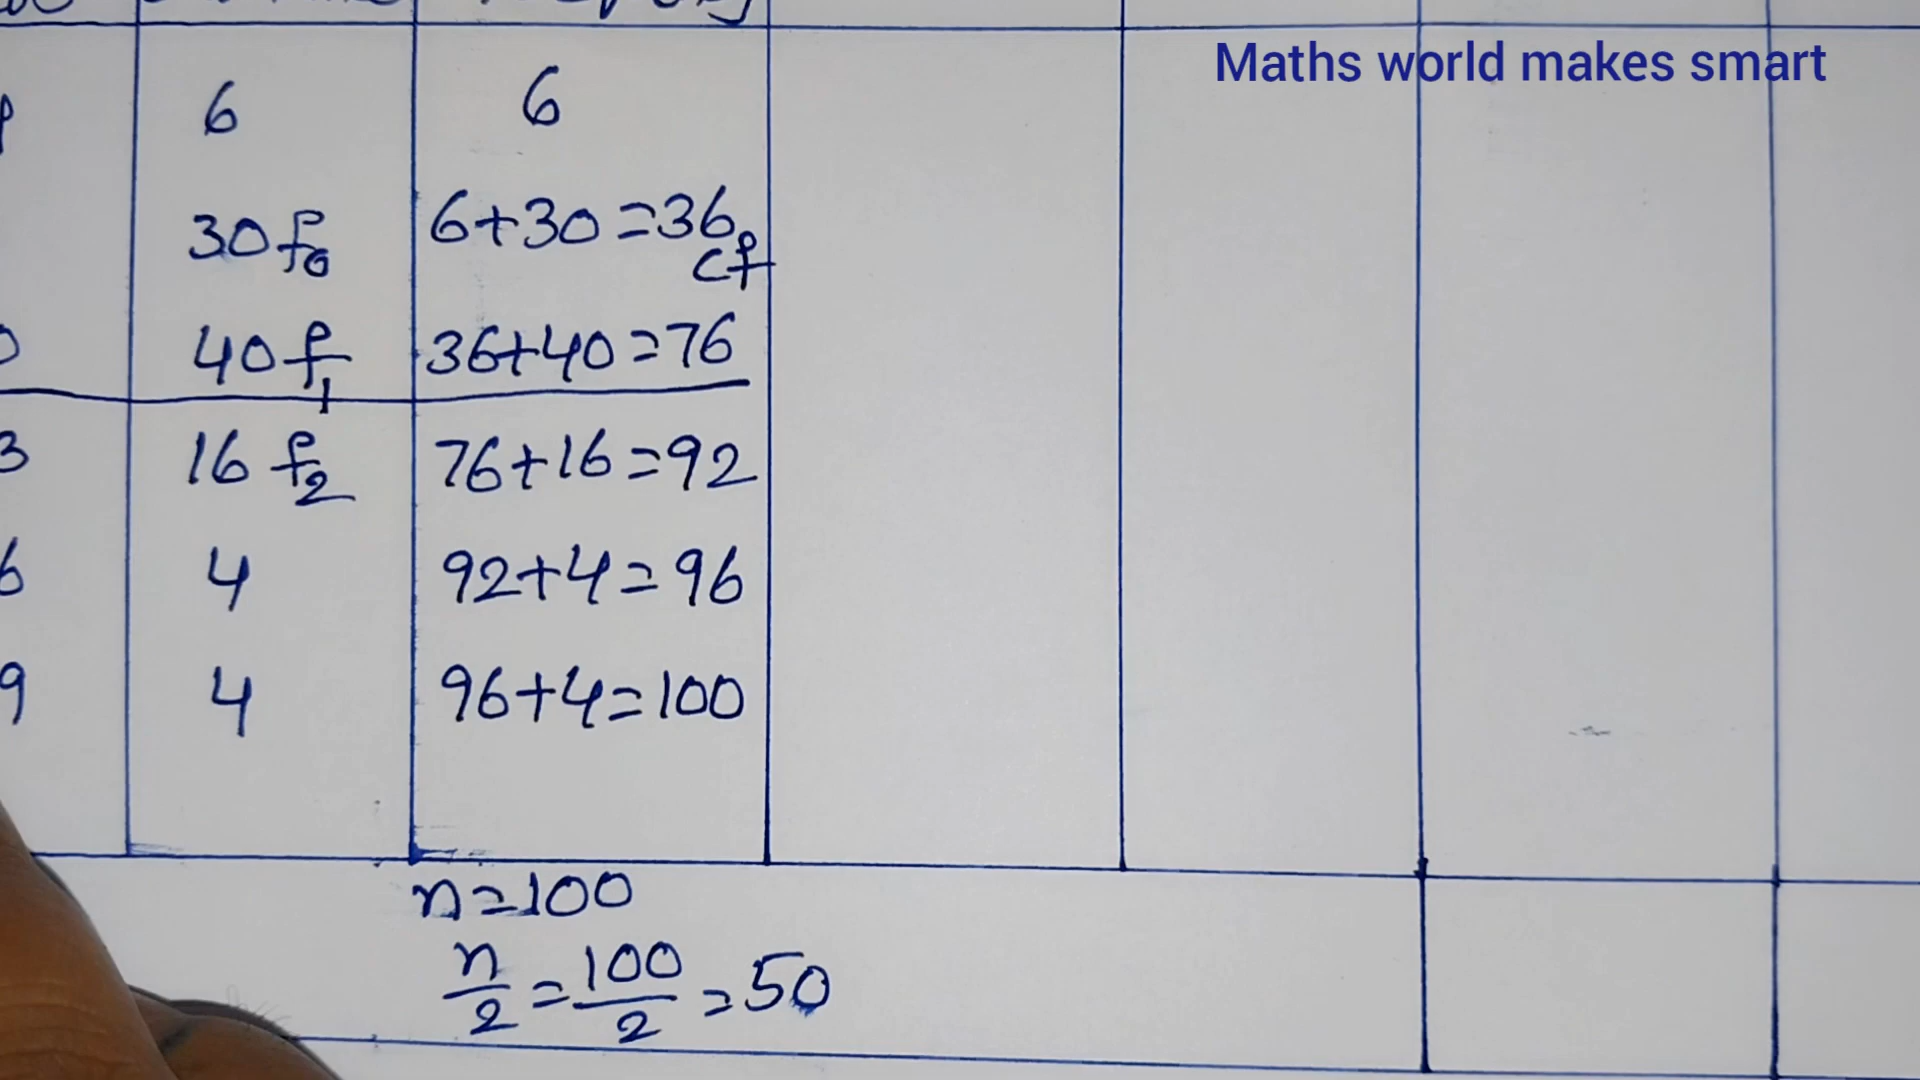 Maths world makes smart
6 6
30 f₀ 6+30=36 cf
0 40 f₁ 36+40=76
3 16 f₂ 76+16=92
6 4 92+4=96
9 4 96+4=100
n=100
n/2 = 100/2 = 50